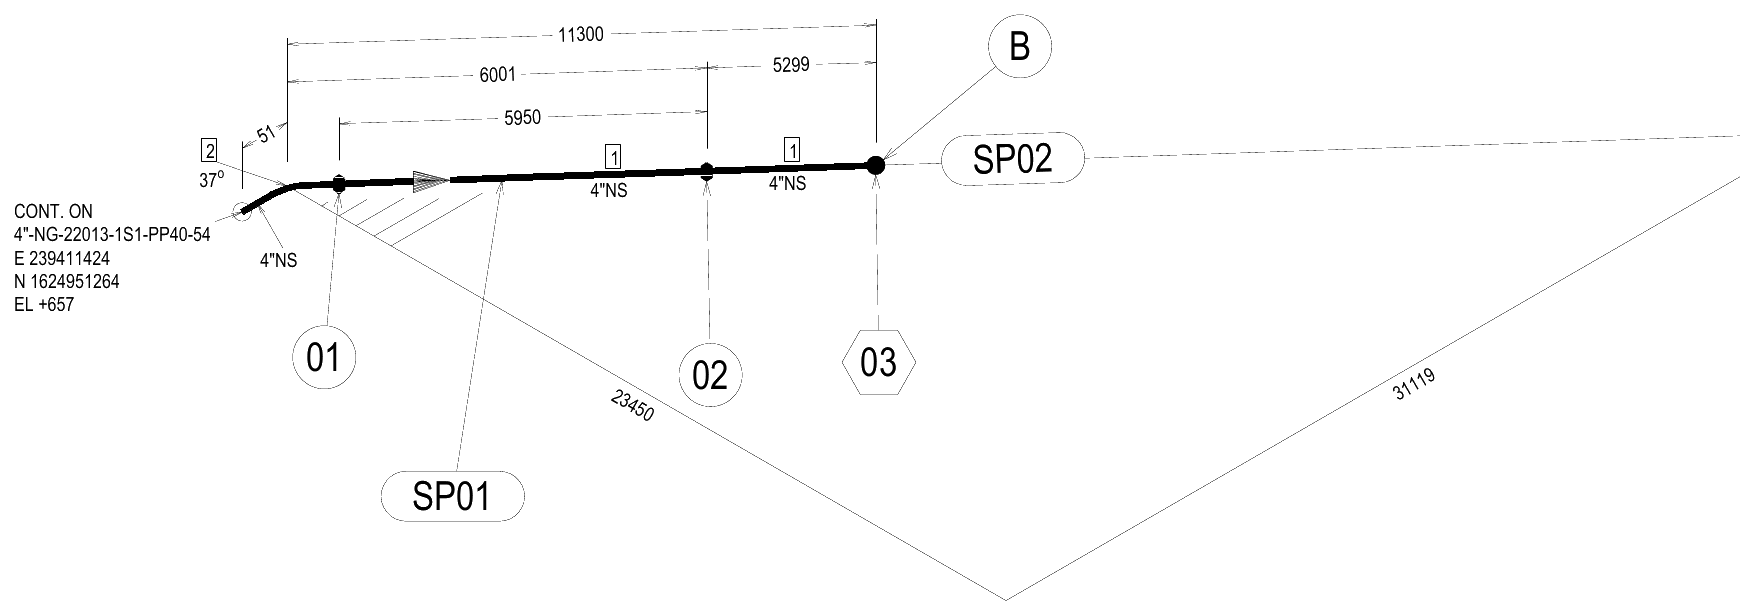 11300
B
6001
5299
5950
51
2
37°
1
4"NS
1
4"NS
SP02
CONT. ON
4"-NG-22013-1S1-PP40-54
E 239411424
N 1624951264
EL +657
4"NS
01
02
03
23450
31119
SP01